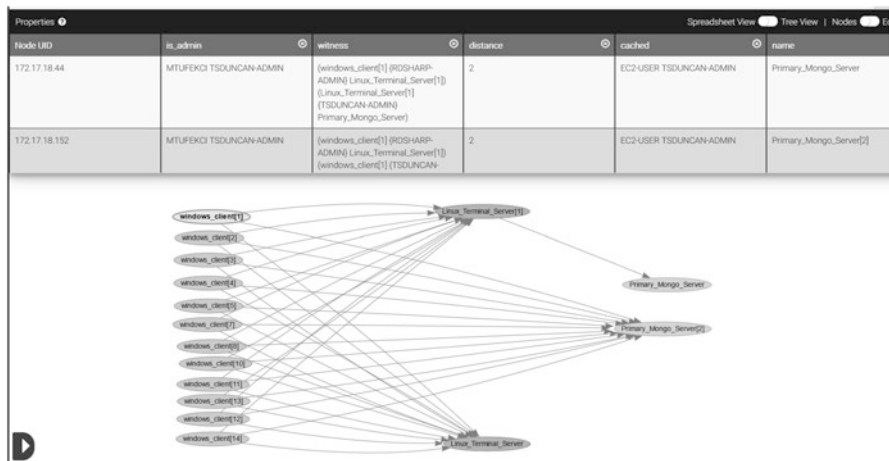 Properties ?
Spreadsheet View Tree View | Nodes Ed
Node UID is_admin witness distance cached name
172.17.18.44 MTUFEKCI TSDUNCAN-ADMIN (windows_client[1] {RDSHARP- 2 EC2-USER TSDUNCAN-ADMIN Primary_Mongo_Server
ADMIN} Linux_Terminal_Server[1])
(Linux_Terminal_Server[1]
{TSDUNCAN-ADMIN}
Primary_Mongo_Server)
172.17.18.152 MTUFEKCI TSDUNCAN-ADMIN (windows_client[1] {RDSHARP- 2 EC2-USER TSDUNCAN-ADMIN Primary_Mongo_Server[2]
ADMIN} Linux_Terminal_Server[1])
(windows_client[1] {TSDUNCAN-
windows_client[1]
Linux_Terminal_Server[1]
windows_client[2]
windows_client[3]
windows_client[4]
Primary_Mongo_Server
windows_client[5]
windows_client[7]
Primary_Mongo_Server[2]
windows_client[8]
windows_client[10]
windows_client[11]
windows_client[13]
windows_client[12]
windows_client[14]
Linux_Terminal_Server